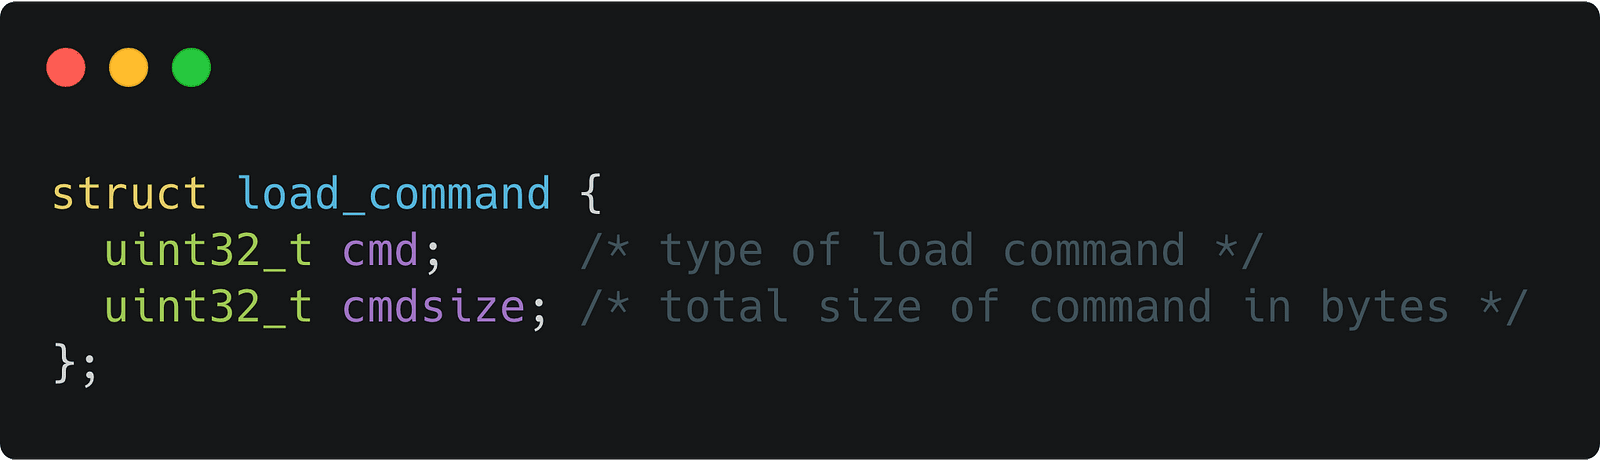 struct load_command {
  uint32_t cmd;     /* type of load command */
  uint32_t cmdsize; /* total size of command in bytes */
};